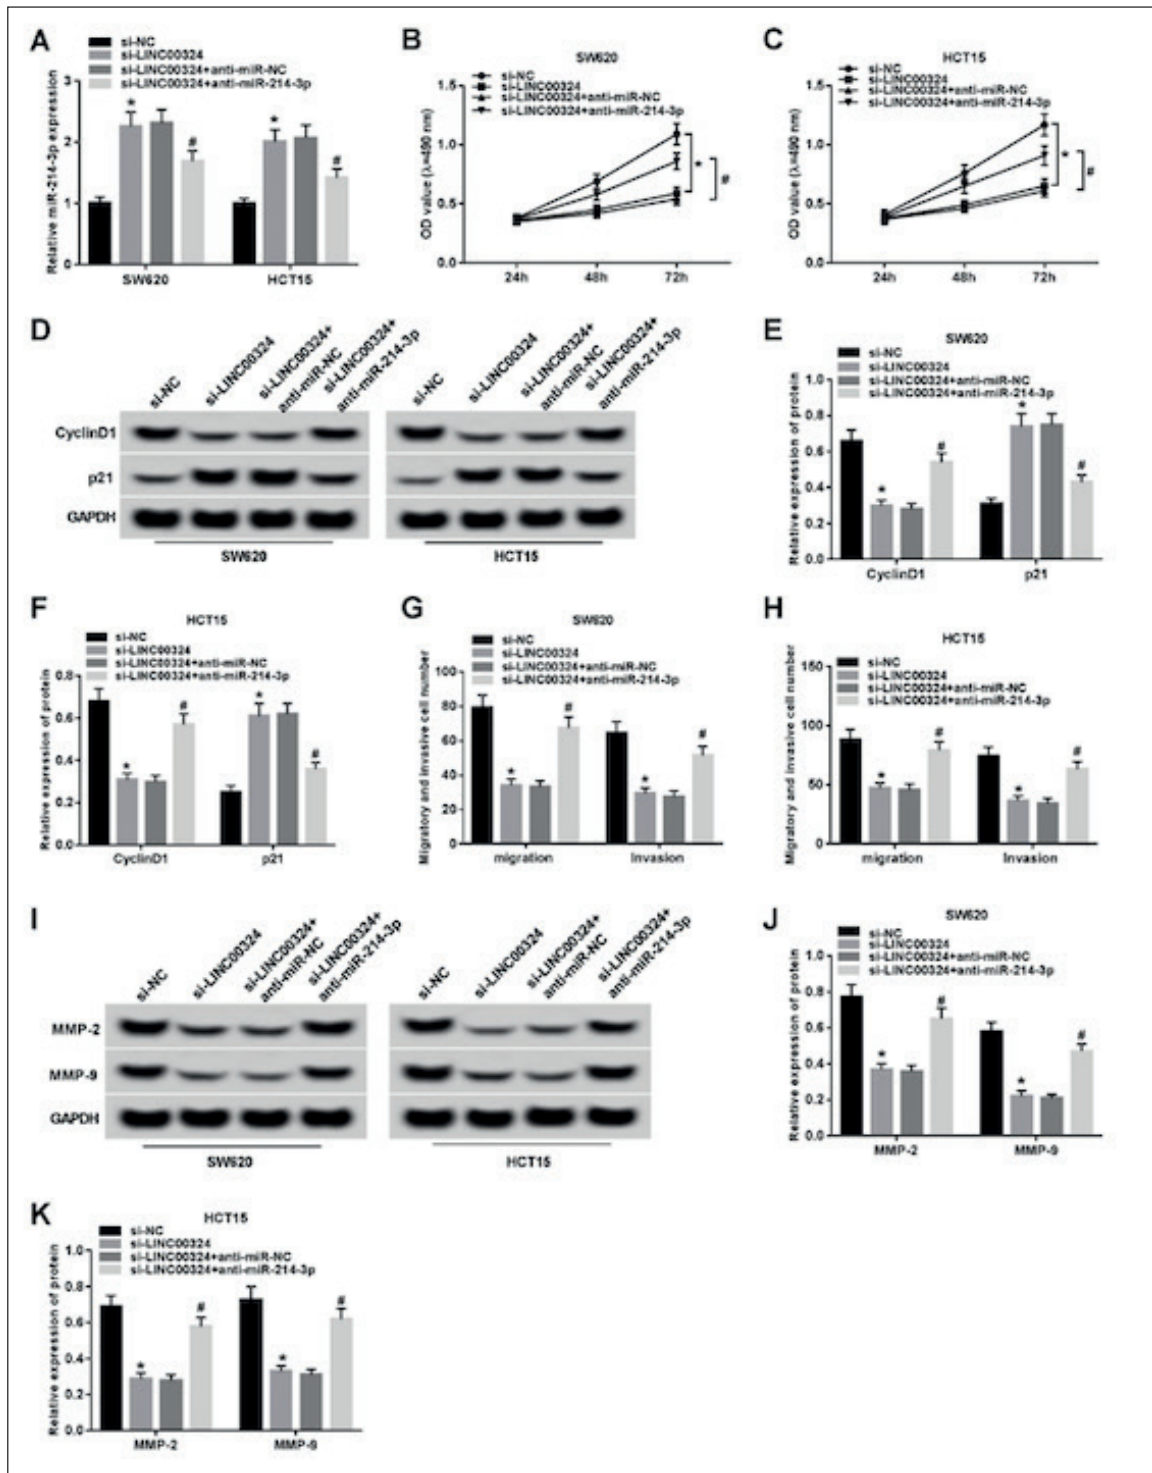 A
si-NC
si-LINC00324
si-LINC00324+anti-miR-NC
si-LINC00324+anti-miR-214-3p
Relative miR-214-3p expression
3
2
1
0
*
#
*
#
SW620
HCT15
B
SW620
si-NC
si-LINC00324
si-LINC00324+anti-miR-NC
si-LINC00324+anti-miR-214-3p
OD value (λ=490 nm)
1.5
1.0
0.5
0.0
*
#
24h
48h
72h
C
HCT15
si-NC
si-LINC00324
si-LINC00324+anti-miR-NC
si-LINC00324+anti-miR-214-3p
OD value (λ=490 nm)
1.5
1.0
0.5
0.0
*
#
24h
48h
72h
D
si-NC
si-LINC00324
si-LINC00324+
anti-miR-NC
si-LINC00324+
anti-miR-214-3p
si-NC
si-LINC00324
si-LINC00324+
anti-miR-NC
si-LINC00324+
anti-miR-214-3p
CyclinD1
p21
GAPDH
SW620
HCT15
E
SW620
si-NC
si-LINC00324
si-LINC00324+anti-miR-NC
si-LINC00324+anti-miR-214-3p
Relative expression of protein
1.0
0.8
0.6
0.4
0.2
0.0
*
#
*
#
CyclinD1
p21
F
HCT15
si-NC
si-LINC00324
si-LINC00324+anti-miR-NC
si-LINC00324+anti-miR-214-3p
Relative expression of protein
0.8
0.6
0.4
0.2
0.0
*
#
*
#
CyclinD1
p21
G
SW620
si-NC
si-LINC00324
si-LINC00324+anti-miR-NC
si-LINC00324+anti-miR-214-3p
Migratory and invasive cell number
100
80
60
40
20
0
*
#
*
#
migration
Invasion
H
HCT15
si-NC
si-LINC00324
si-LINC00324+anti-miR-NC
si-LINC00324+anti-miR-214-3p
Migratory and invasive cell number
150
100
50
0
*
#
*
#
migration
Invasion
I
si-NC
si-LINC00324
si-LINC00324+
anti-miR-NC
si-LINC00324+
anti-miR-214-3p
si-NC
si-LINC00324
si-LINC00324+
anti-miR-NC
si-LINC00324+
anti-miR-214-3p
MMP-2
MMP-9
GAPDH
SW620
HCT15
J
SW620
si-NC
si-LINC00324
si-LINC00324+anti-miR-NC
si-LINC00324+anti-miR-214-3p
Relative expression of protein
1.0
0.8
0.6
0.4
0.2
0.0
*
#
*
#
MMP-2
MMP-9
K
HCT15
si-NC
si-LINC00324
si-LINC00324+anti-miR-NC
si-LINC00324+anti-miR-214-3p
Relative expression of protein
1.0
0.8
0.6
0.4
0.2
0.0
*
#
*
#
MMP-2
MMP-9